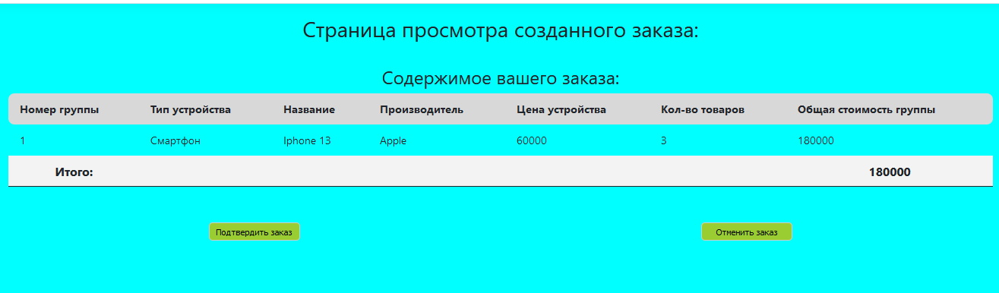 Страница просмотра созданного заказа:
Содержимое вашего заказа:
Номер группы Тип устройства Название Производитель Цена устройства Кол-во товаров Общая стоимость группы
1 Смартфон Iphone 13 Apple 60000 3 180000
Итого: 180000
Подтвердить заказ Отменить заказ